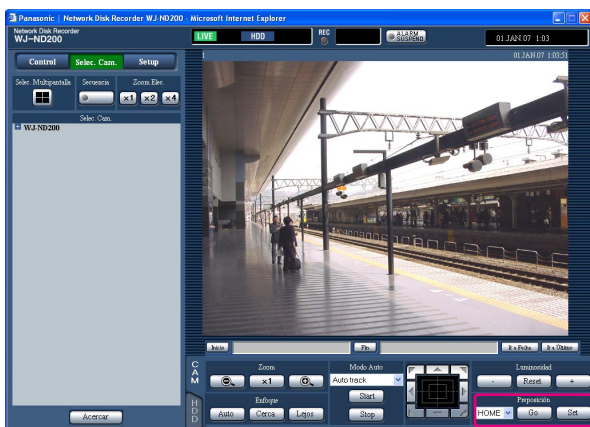 Panasonic | Network Disk Recorder WJ-ND200 - Microsoft Internet Explorer
Network Disk Recorder
WJ-ND200
LIVE HDD REC ALARM SUSPEND 01.JAN.07 1:03
Control Selec. Cam. Setup
1 01.JAN.07 1:03:51
Selec. Multipantalla Secuencia Zoom Elec.
x1 x2 x4
Selec. Cam.
WJ-ND200
Inicio Fin Ir a Fecha Ir a Último
CAM
Zoom Modo Auto Luminosidad
x1 Auto track - Reset +
HDD
Enfoque Start Preposición
Auto Cerca Lejos Stop HOME Go Set
Acercar